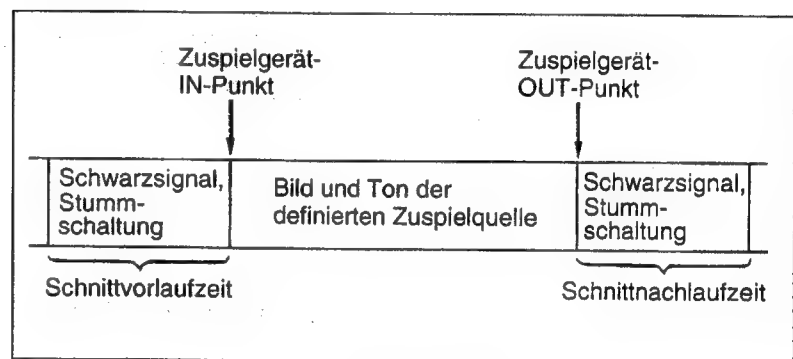 Zuspielgerät-
IN-Punkt
Zuspielgerät-
OUT-Punkt
Schwarzsignal,
Stumm-
schaltung
Bild und Ton der
definierten Zuspielquelle
Schwarzsignal,
Stumm-
schaltung
Schnittvorlaufzeit
Schnittnachlaufzeit